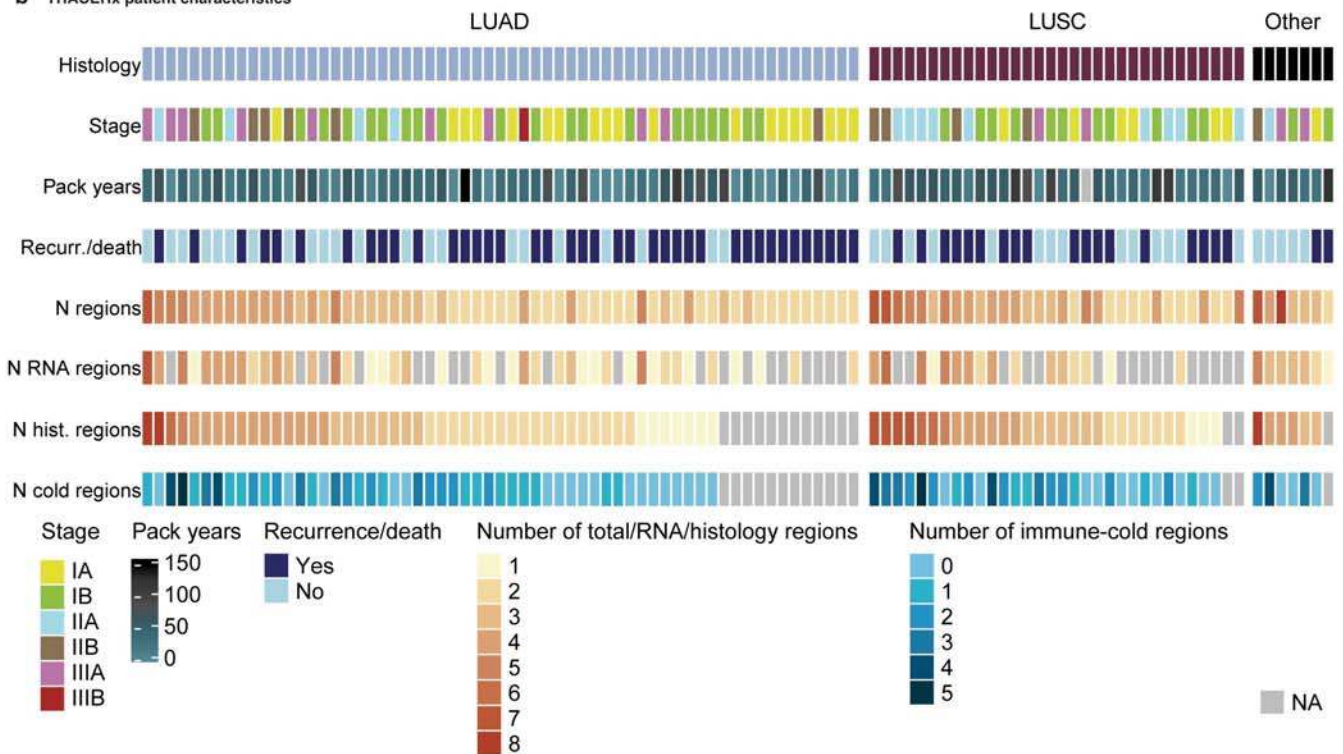 b TRACERx patient characteristics
LUAD LUSC Other
Histology
Stage
Pack years
Recurr./death
N regions
N RNA regions
N hist. regions
N cold regions
Stage
IA
IB
IIA
IIB
IIIA
IIIB
Pack years
150
100
50
0
Recurrence/death
Yes
No
Number of total/RNA/histology regions
1
2
3
4
5
6
7
8
Number of immune-cold regions
0
1
2
3
4
5
NA